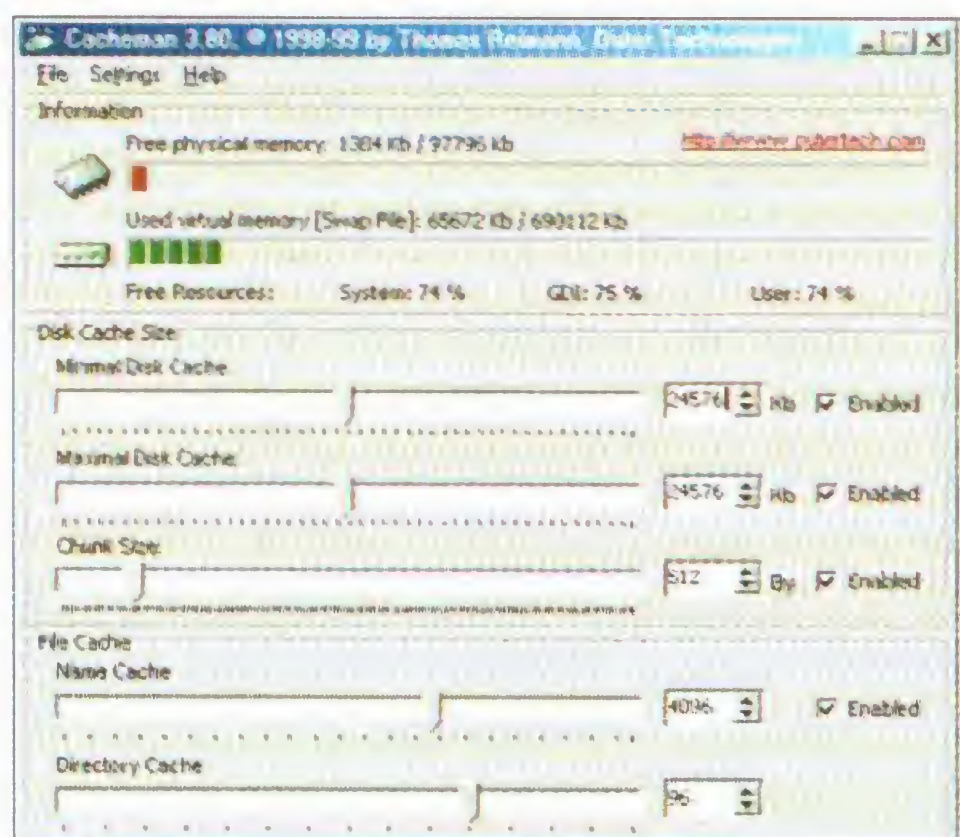 Cacheman 3.80, © 1998-99 by Thomas
File Settings Help
Information
Free physical memory: 1384 Kb / 97796 Kb
Used virtual memory [Swap File]: 65672 Kb / 690112 Kb
Free Resources: System: 74 % GDI: 75 % User: 74 %
Disk Cache Size
Minimal Disk Cache
24576 Kb Enabled
Maximal Disk Cache
24576 Kb Enabled
Chunk Size
512 By Enabled
File Cache
Name Cache
4096 Enabled
Directory Cache
96